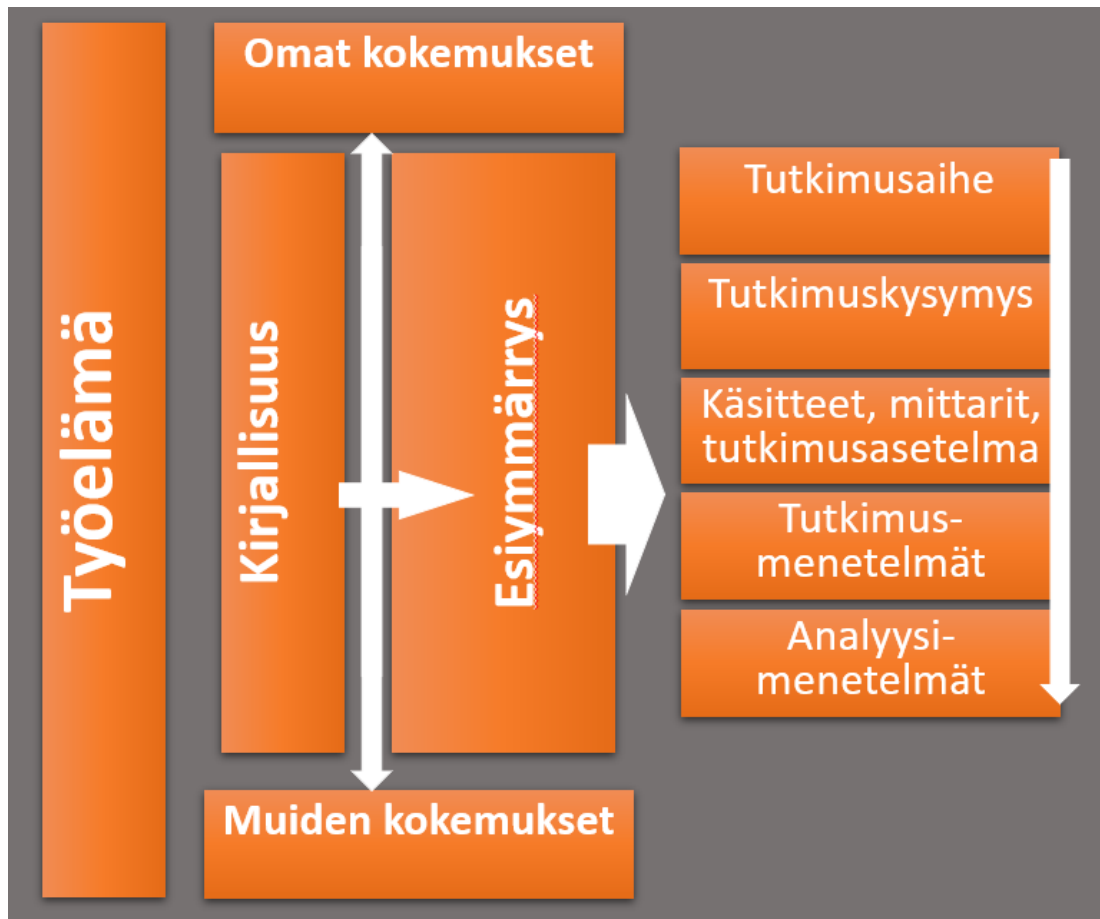 Työelämä
Omat kokemukset
Kirjallisuus
Esiymmärrys
Muiden kokemukset
Tutkimusaihe
Tutkimuskysymys
Käsitteet, mittarit,
tutkimusasetelma
Tutkimus-
menetelmät
Analyysi-
menetelmät